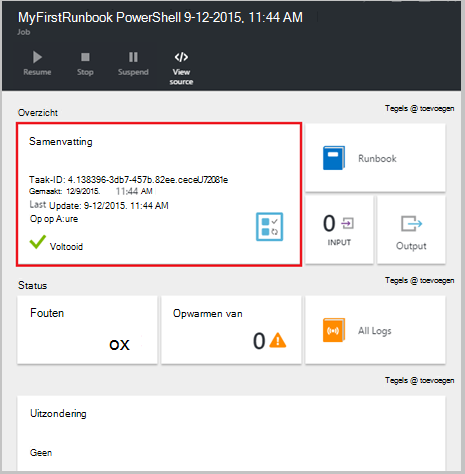 MyFirstRunbook PowerShell 9-12-2015, 11:44 AM
Job
Resume
Stop
Suspend
View source
Overzicht
Tegels @ toevoegen
Samenvatting
Taak-ID: 4.138396-3db7-457b.82ee.ceceU72081e
Gemaakt: 12/9/2015. 11:44 AM
Last Update: 9-12/2015. 11:44 AM
Op op A:ure
Voltooid
Runbook
0
INPUT
Output
Status
Tegels @ toevoegen
Fouten
ox
Opwarmen van
0
All Logs
Tegels @ toevoegen
Uitzondering
Geen